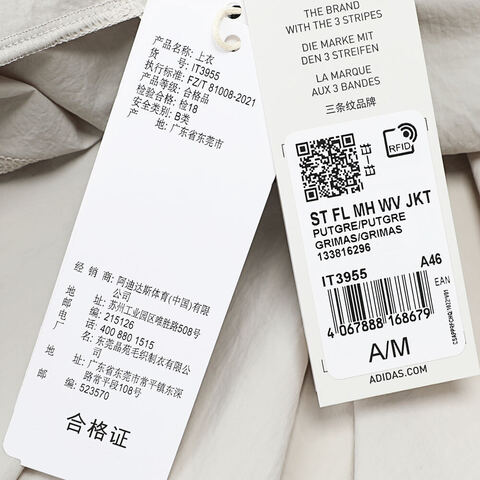 产品名称: 上衣
货 号: IT3955
执行标准: FZ/T 81008-2021
产品等级: 合格品
检验合格: 检18
安全类别: B类
产 地: 广东省东莞市
经 销 商: 阿迪达斯体育(中国)有限
公司
地 址: 苏州工业园区唯胜路508号
邮 编: 215126
电 话: 400 880 1515
厂 名: 东莞晶苑毛织制衣有限
公司
地 址: 广东省东莞市常平镇东深
路常平段108号
邮 编: 523570
合格证
THE BRAND
WITH THE 3 STRIPES
DIE MARKE MIT
DEN 3 STREIFEN
LA MARQUE
AUX 3 BANDES
三条纹品牌
RFID
ST FL MH WV JKT
PUTGRE/PUTGRE
GRIMAS/GRIMAS
133816296
IT3955
A46
EAN
4 067888 168679
A/M
ADIDAS.COM